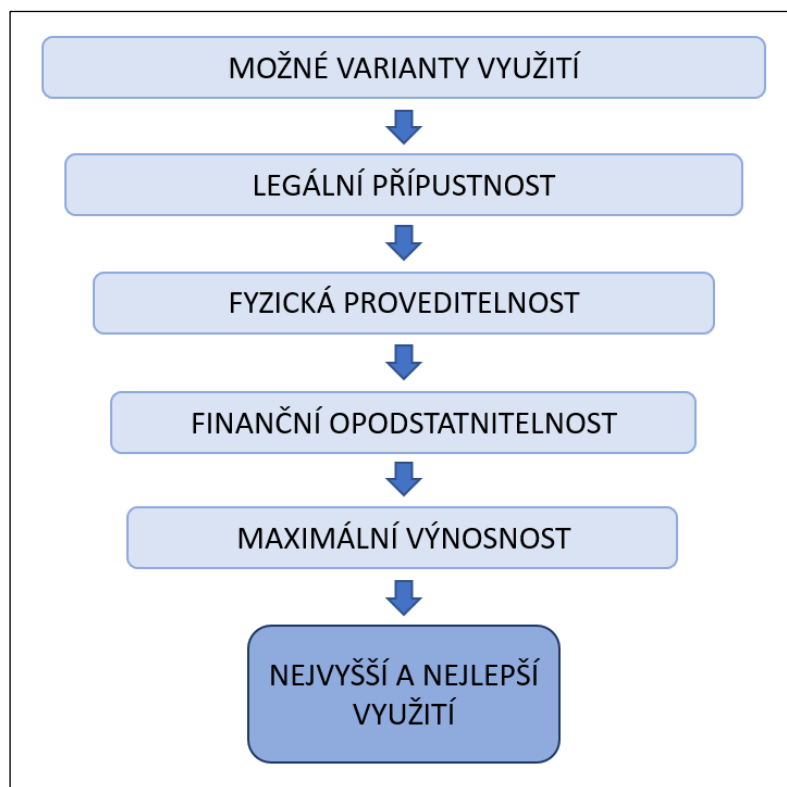 MOŽNÉ VARIANTY VYUŽITÍ
LEGÁLNÍ PŘÍPUSTNOST
FYZICKÁ PROVEDITELNOST
FINANČNÍ OPODSTATNITELNOST
MAXIMÁLNÍ VÝNOSNOST
NEJVYŠŠÍ A NEJLEPŠÍ
VYUŽITÍ